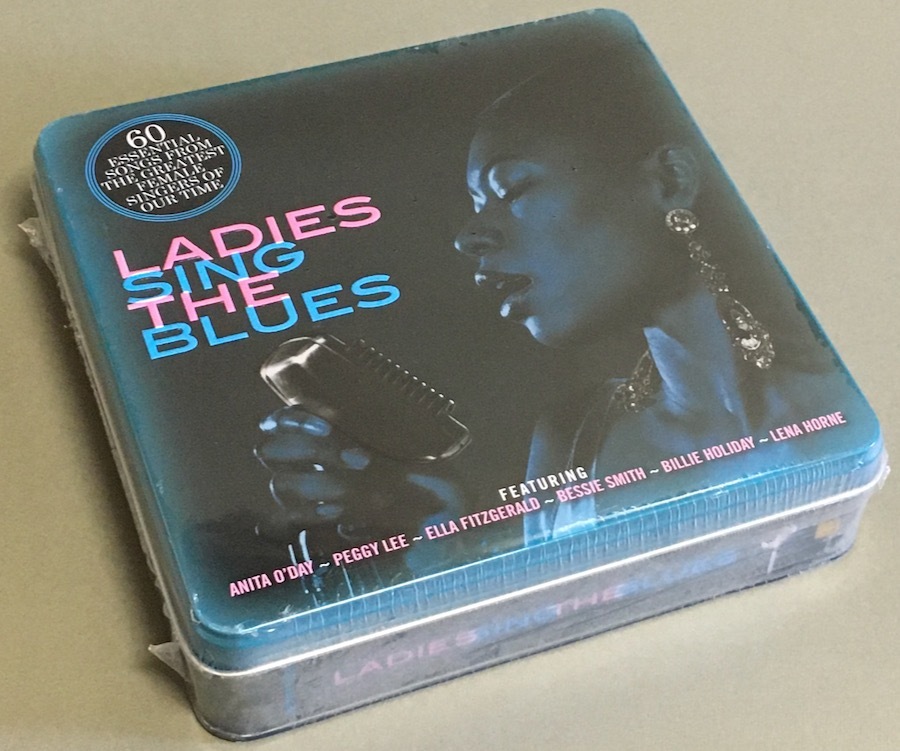 60
ESSENTIAL
SONGS FROM
THE GREATEST
FEMALE
SINGERS OF
OUR TIME
LADIES
SING
THE
BLUES
FEATURING
ANITA O'DAY ~ PEGGY LEE ~ ELLA FITZGERALD ~ BESSIE SMITH ~ BILLIE HOLIDAY ~ LENA HORNE
LADIES SING THE BLUES